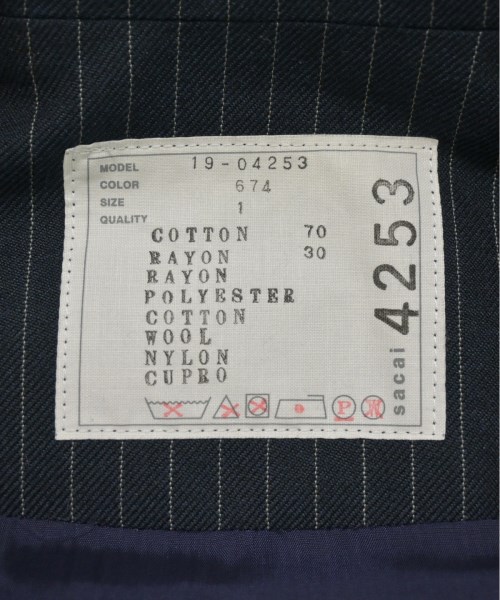 MODEL 19-04253
COLOR 674
SIZE 1
QUALITY
COTTON 70
RAYON 30
RAYON
POLYESTER
COTTON
WOOL
NYLON
CUPRO
P W
sacai 4253